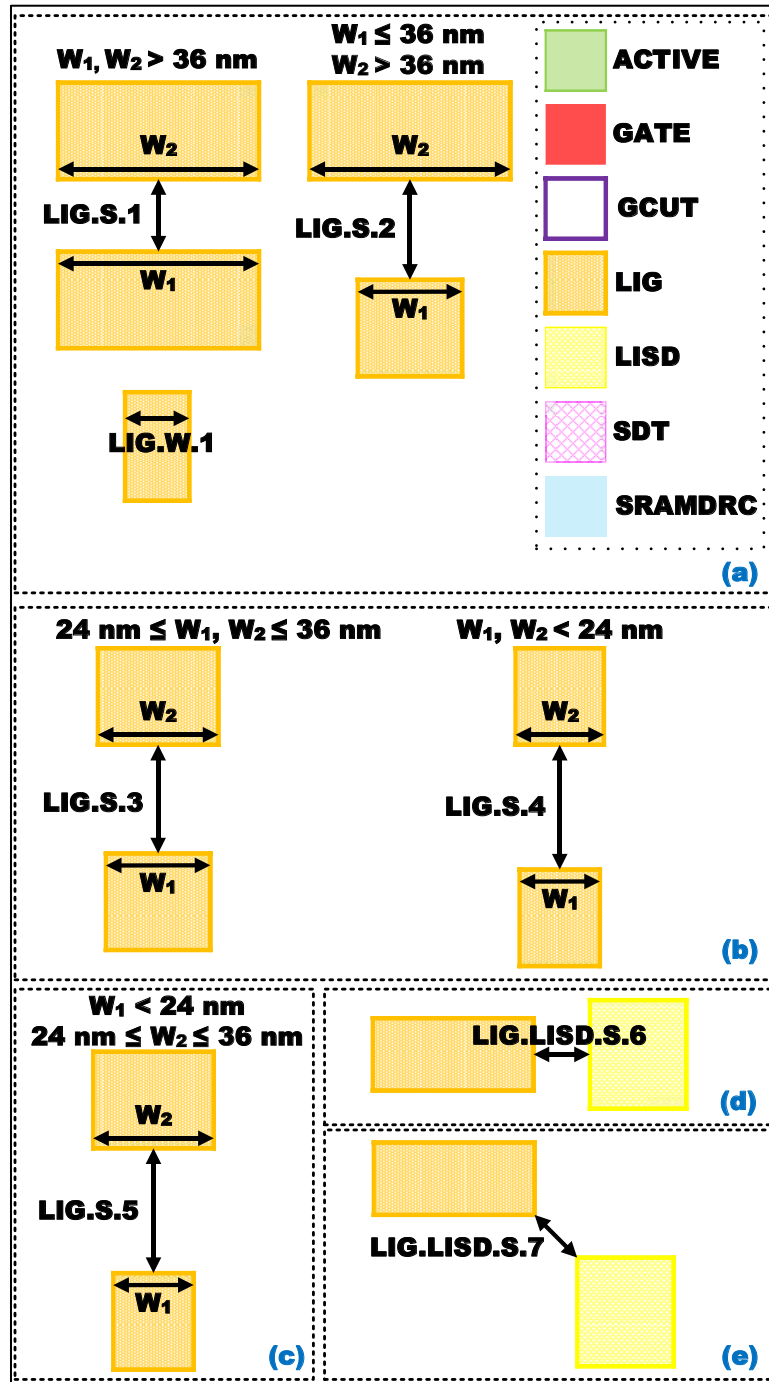 W₁, W₂ > 36 nm
W₂
LIG.S.1
W₁
LIG.W.1
W₁ ≤ 36 nm
W₂ > 36 nm
W₂
LIG.S.2
W₁
ACTIVE
GATE
GCUT
LIG
LISD
SDT
SRAMDRC
(a)
24 nm ≤ W₁, W₂ ≤ 36 nm
W₂
LIG.S.3
W₁
W₁, W₂ < 24 nm
W₂
LIG.S.4
W₁
(b)
W₁ < 24 nm
24 nm ≤ W₂ ≤ 36 nm
W₂
LIG.S.5
W₁
(c)
LIG.LISD.S.6
(d)
LIG.LISD.S.7
(e)